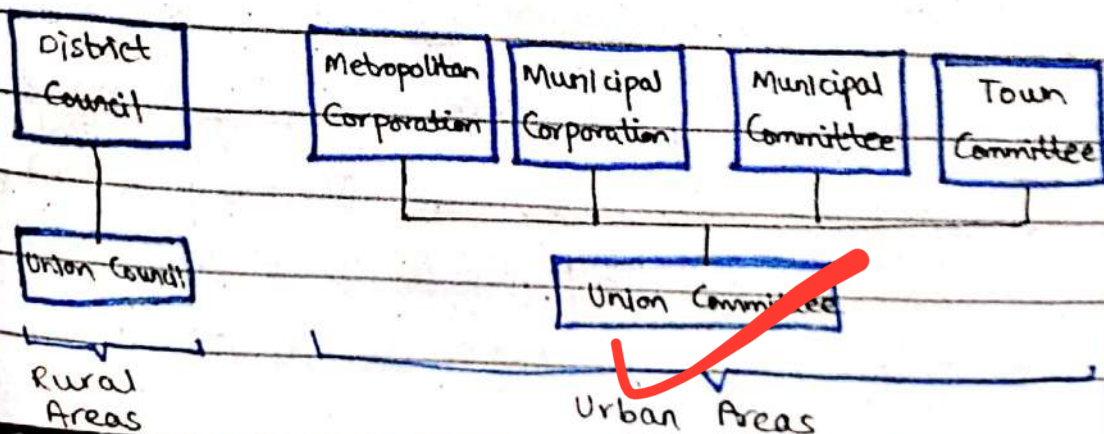 District
Council
Metropolitan
Corporation
Municipal
Corporation
Municipal
Committee
Town
Committee
Union Council
Union Committee
Rural
Areas
Urban Areas